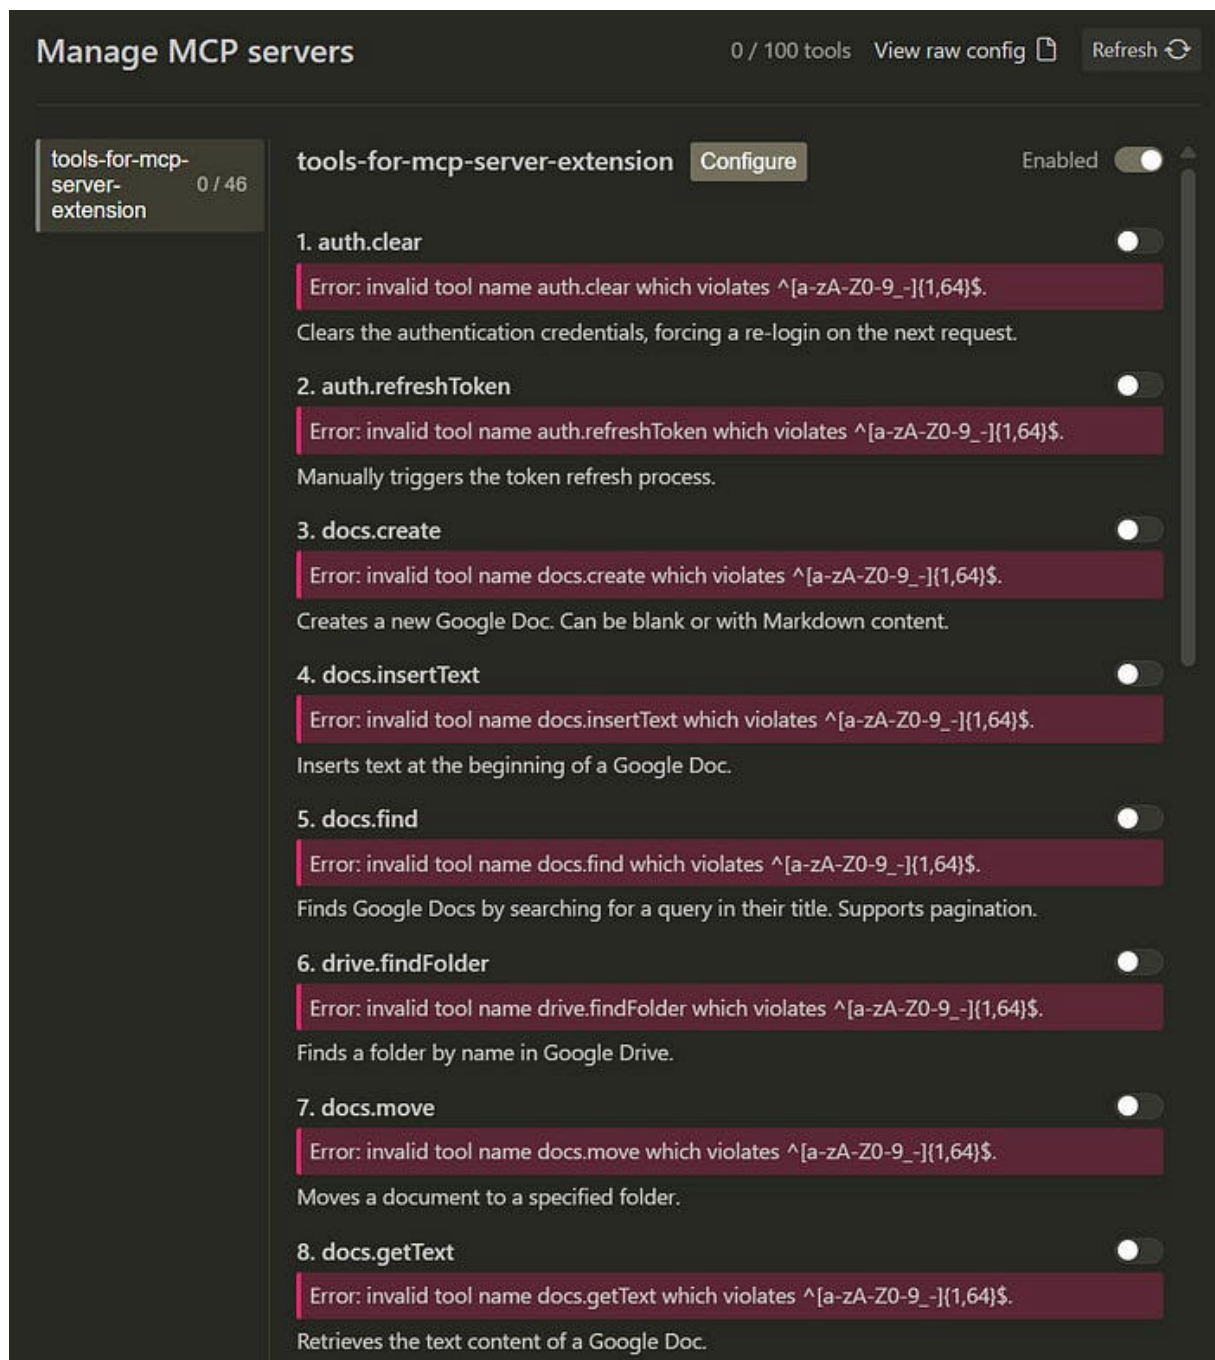 Manage MCP servers
0 / 100 tools View raw config Refresh
tools-for-mcp-
server-
extension
0 / 46
tools-for-mcp-server-extension Configure Enabled
1. auth.clear
Error: invalid tool name auth.clear which violates ^[a-zA-Z0-9_-]{1,64}$.
Clears the authentication credentials, forcing a re-login on the next request.
2. auth.refreshToken
Error: invalid tool name auth.refreshToken which violates ^[a-zA-Z0-9_-]{1,64}$.
Manually triggers the token refresh process.
3. docs.create
Error: invalid tool name docs.create which violates ^[a-zA-Z0-9_-]{1,64}$.
Creates a new Google Doc. Can be blank or with Markdown content.
4. docs.insertText
Error: invalid tool name docs.insertText which violates ^[a-zA-Z0-9_-]{1,64}$.
Inserts text at the beginning of a Google Doc.
5. docs.find
Error: invalid tool name docs.find which violates ^[a-zA-Z0-9_-]{1,64}$.
Finds Google Docs by searching for a query in their title. Supports pagination.
6. drive.findFolder
Error: invalid tool name drive.findFolder which violates ^[a-zA-Z0-9_-]{1,64}$.
Finds a folder by name in Google Drive.
7. docs.move
Error: invalid tool name docs.move which violates ^[a-zA-Z0-9_-]{1,64}$.
Moves a document to a specified folder.
8. docs.getText
Error: invalid tool name docs.getText which violates ^[a-zA-Z0-9_-]{1,64}$.
Retrieves the text content of a Google Doc.